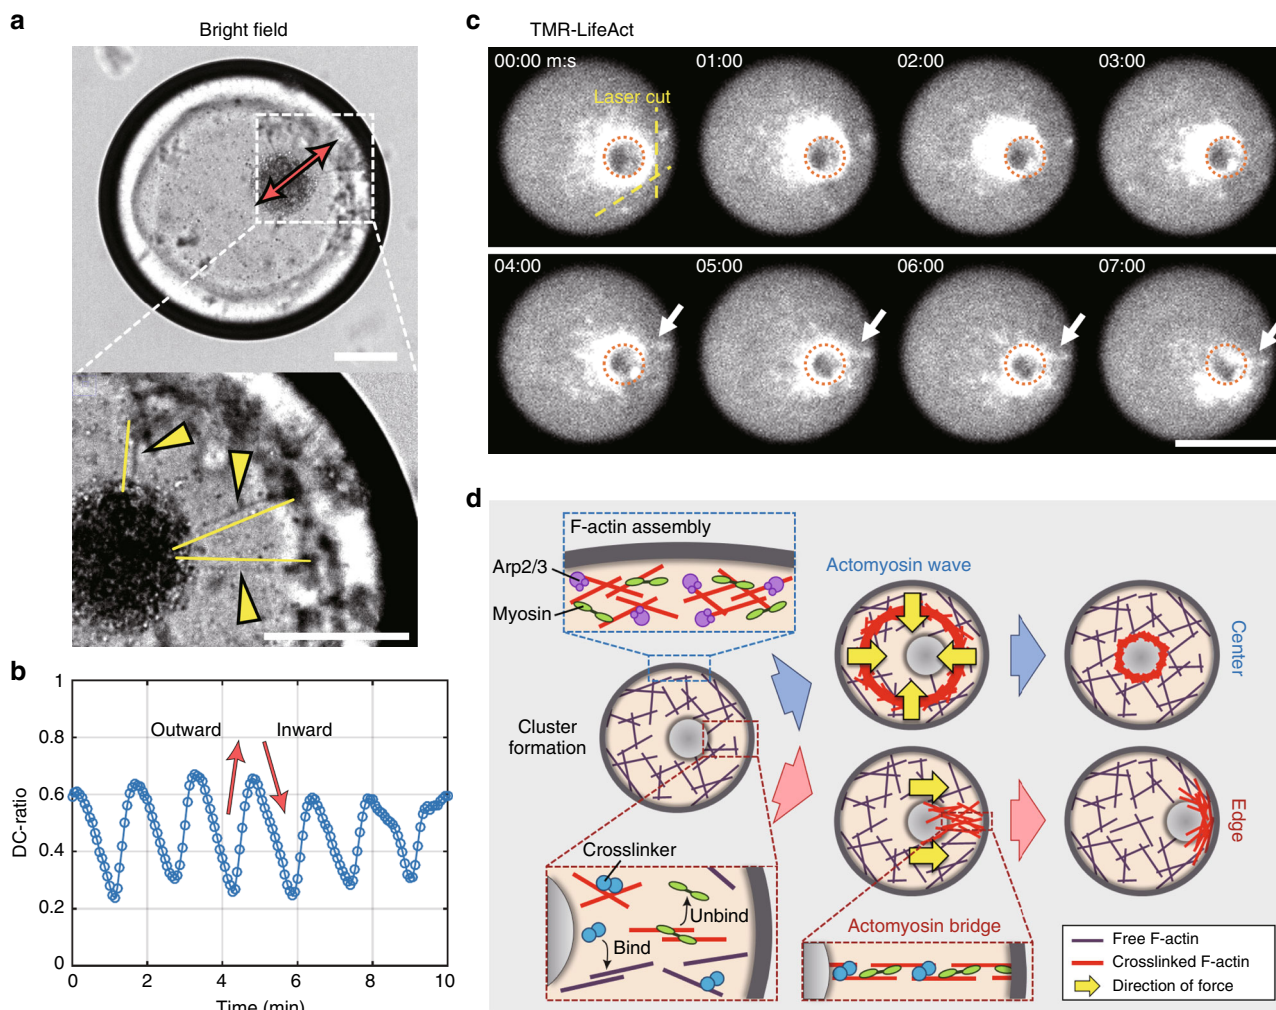 a
Bright field
b
1
0.8
0.6
0.4
0.2
0
DC-ratio
Outward
Inward
0
2
4
6
8
10
Time (min)
c
TMR-LifeAct
00:00 m:s
01:00
02:00
03:00
Laser cut
04:00
05:00
06:00
07:00
d
F-actin assembly
Arp2/3
Myosin
Actomyosin wave
Center
Cluster
formation
Edge
Crosslinker
Unbind
Bind
Actomyosin bridge
Free F-actin
Crosslinked F-actin
Direction of force